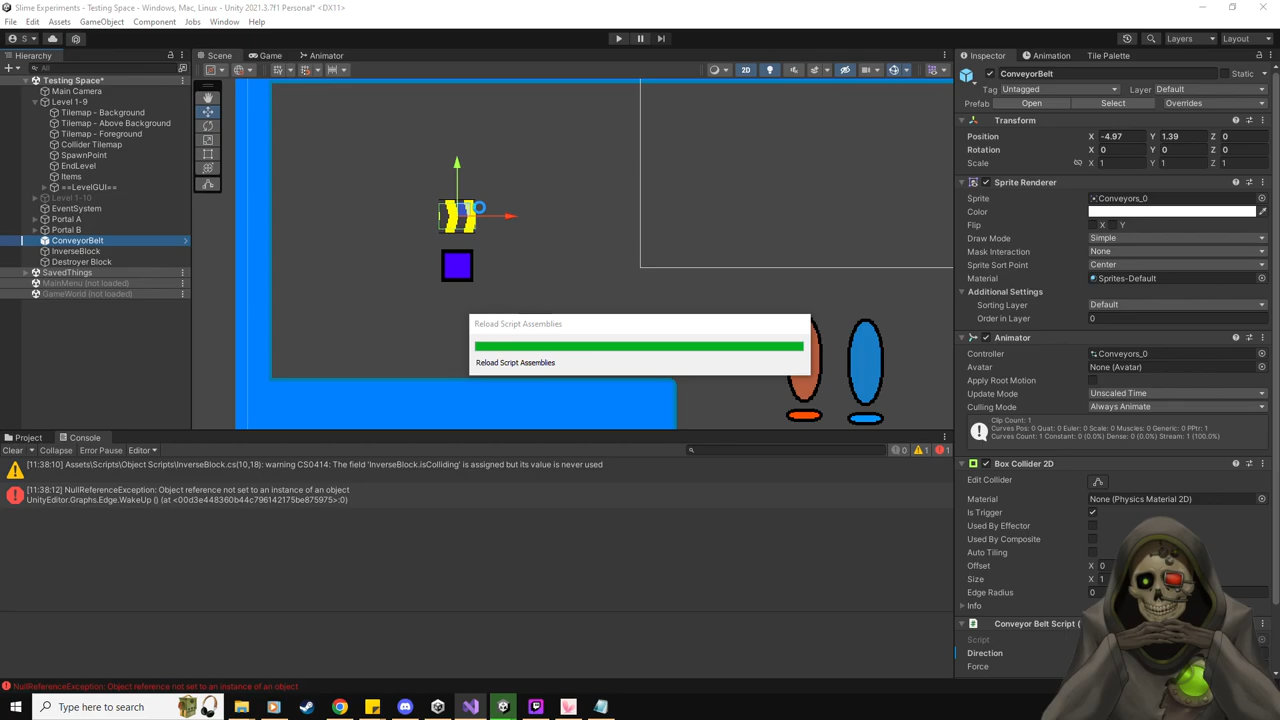 Slime Experiments - Testing Space - Windows, Mac, Linux - Unity 2021.3.7f1 Personal* <DX11>
File Edit Assets GameObject Component Jobs Window Help
S Layers Layout
Hierarchy
All
Testing Space*
Main Camera
Level 1-9
Tilemap - Background
Tilemap - Above Background
Tilemap - Foreground
Collider Tilemap
SpawnPoint
EndLevel
Items
==LevelGUI==
Level 1-10
EventSystem
Portal A
Portal B
ConveyorBelt
InverseBlock
Destroyer Block
SavedThings
MainMenu (not loaded)
GameWorld (not loaded)
Scene Game Animator
2D
Reload Script Assemblies
Reload Script Assemblies
Inspector Animation Tile Palette
ConveyorBelt Static
Tag Untagged Layer Default
Prefab Open Select Overrides
Transform
Position X -4.97 Y 1.39 Z 0
Rotation X 0 Y 0 Z 0
Scale X 1 Y 1 Z 1
Sprite Renderer
Sprite Conveyors_0
Color
Flip X Y
Draw Mode Simple
Mask Interaction None
Sprite Sort Point Center
Material Sprites-Default
Additional Settings
Sorting Layer Default
Order in Layer 0
Animator
Controller Conveyors_0
Avatar None (Avatar)
Apply Root Motion
Update Mode Unscaled Time
Culling Mode Always Animate
Clip Count: 1
Curves Pos: 0 Quat: 0 Euler: 0 Scale: 0 Muscles: 0 Generic: 0 PPtr: 1
Curves Count: 1 Constant: 0 (0.0%) Dense: 0 (0.0%) Stream: 1 (100.0%)
Box Collider 2D
Edit Collider
Material None (Physics Material 2D)
Is Trigger
Used By Effector
Used By Composite
Auto Tiling
Offset X 0
Size X 1
Edge Radius 0
Info
Conveyor Belt Script (
Script
Direction
Force
Project Console
Clear Collapse Error Pause Editor 0 1 1
[11:38:10] Assets\Scripts\Object Scripts\InverseBlock.cs(10,18): warning CS0414: The field 'InverseBlock.isColliding' is assigned but its value is never used
[11:38:12] NullReferenceException: Object reference not set to an instance of an object
UnityEditor.Graphs.Edge.WakeUp () (at <00d3e448360b44c796142175be875975>:0)
NullReferenceException: Object reference not set to an instance of an object
Type here to search